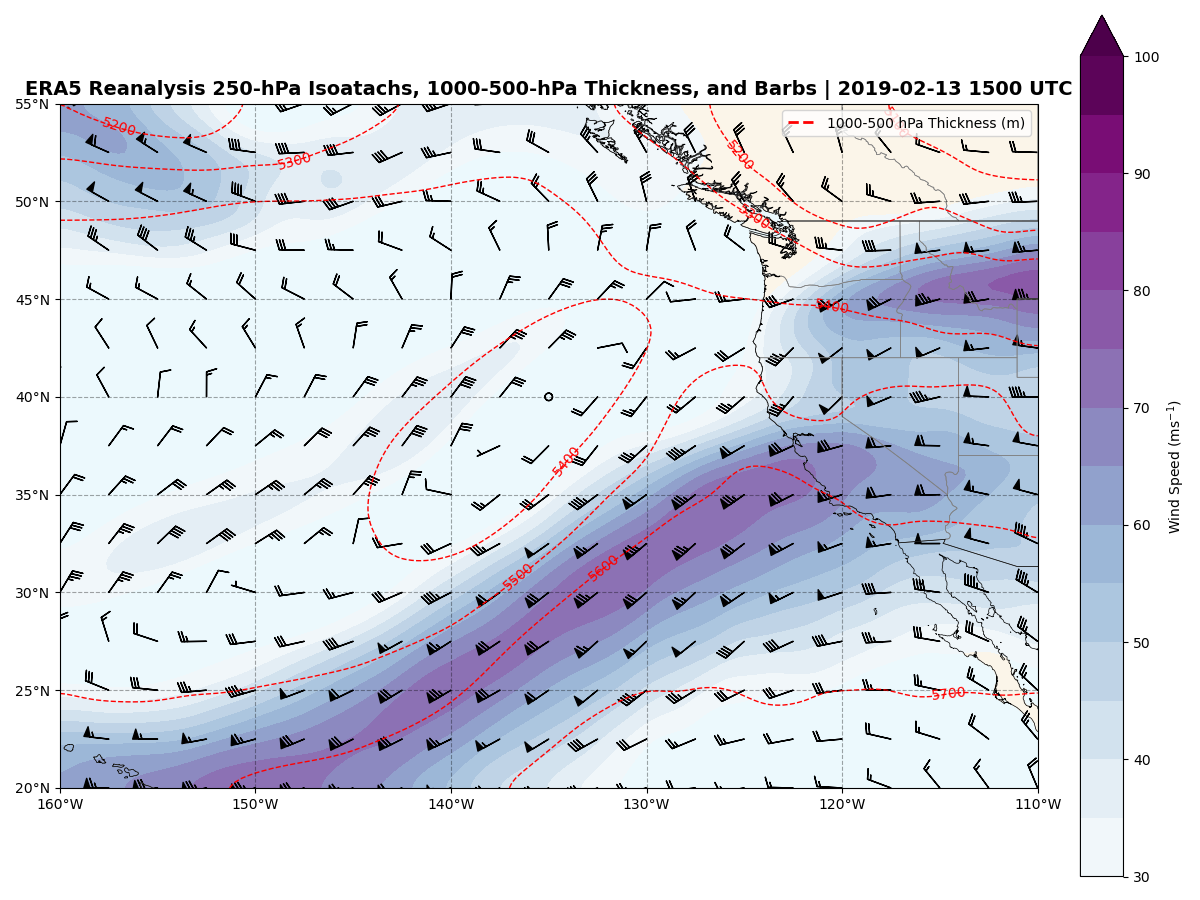 ERA5 Reanalysis 250-hPa Isoatachs, 1000-500-hPa Thickness, and Barbs | 2019-02-13 1500 UTC
1000-500 hPa Thickness (m)
55°N
50°N
45°N
40°N
35°N
30°N
25°N
20°N
160°W
150°W
140°W
130°W
120°W
110°W
5200
5300
5200
5300
5400
5400
5500
5600
5700
100
90
80
70
60
50
40
30
Wind Speed (ms⁻¹)